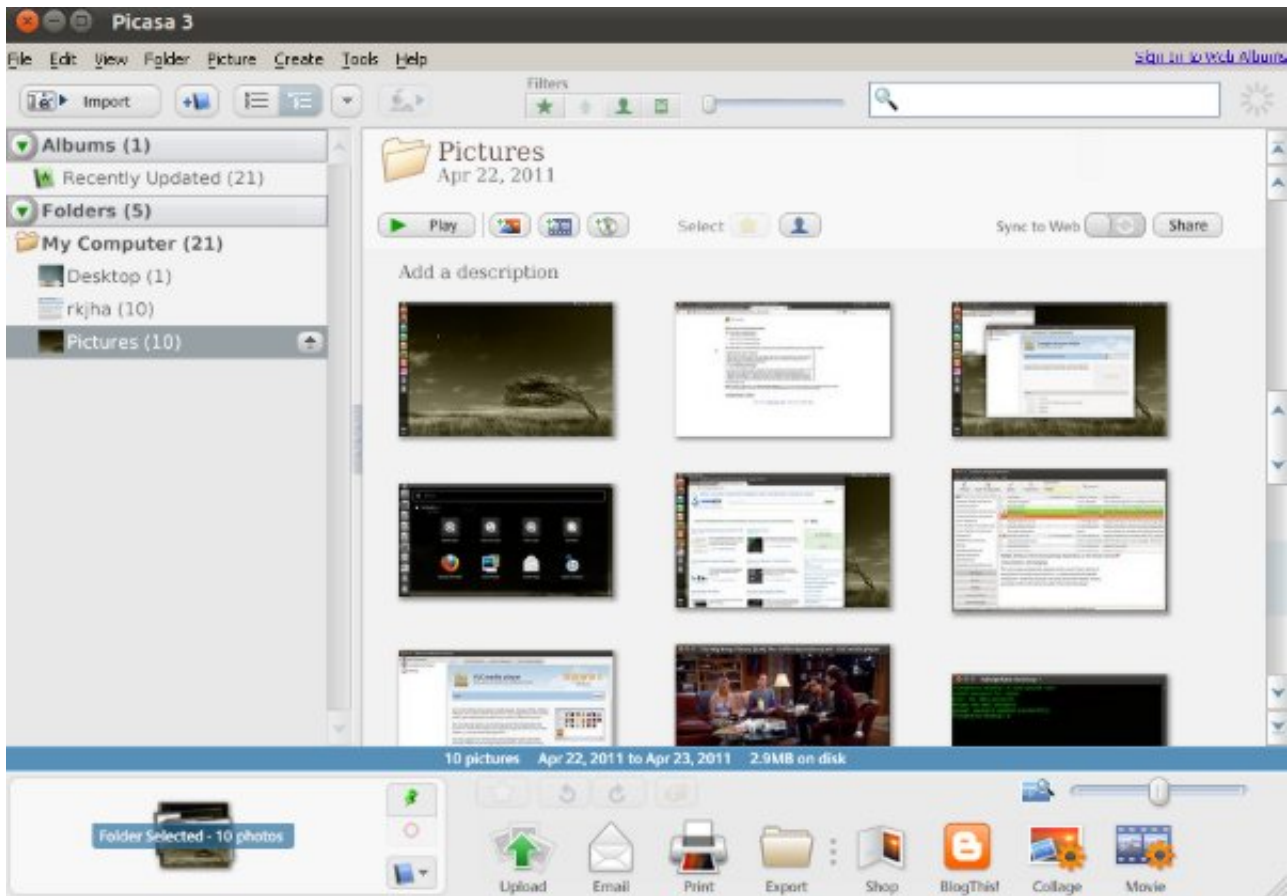 Picasa 3
File Edit View Folder Picture Create Tools Help
Sign In to Web Albums
Import
Filters
Albums (1)
Recently Updated (21)
Folders (5)
My Computer (21)
Desktop (1)
rkjha (10)
Pictures (10)
Pictures
Apr 22, 2011
Play
Select
Sync to Web
Share
Add a description
10 pictures Apr 22, 2011 to Apr 23, 2011 2.9MB on disk
Folder Selected - 10 photos
Upload Email Print Export Shop BlogThis! Collage Movie